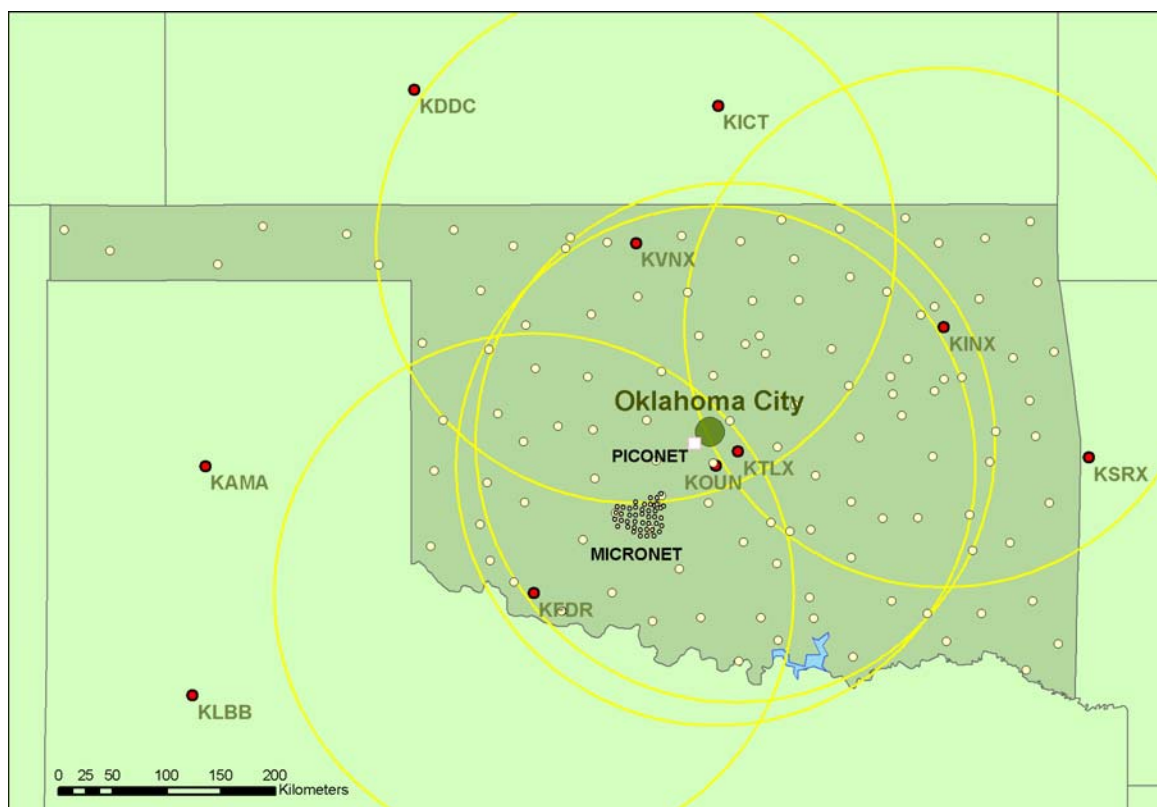 KDDC
KICT
KVNX
KINX
Oklahoma City
PICONET
KTLX
KOUN
KAMA
KSRX
MICRONET
KFDR
KLBB
0 25 50 100 150 200
Kilometers